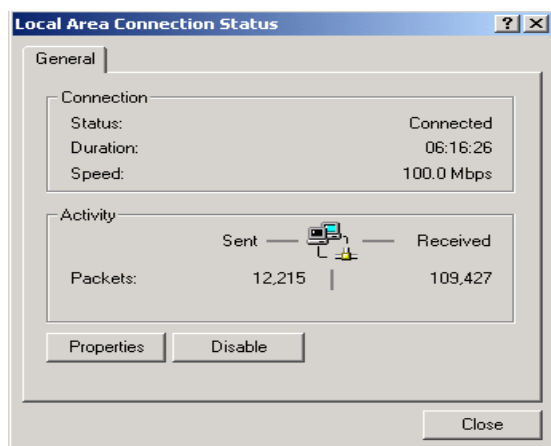 Local Area Connection Status
General
Connection
Status: Connected
Duration: 06:16:26
Speed: 100.0 Mbps
Activity
Sent Received
Packets: 12,215 109,427
Properties Disable
Close